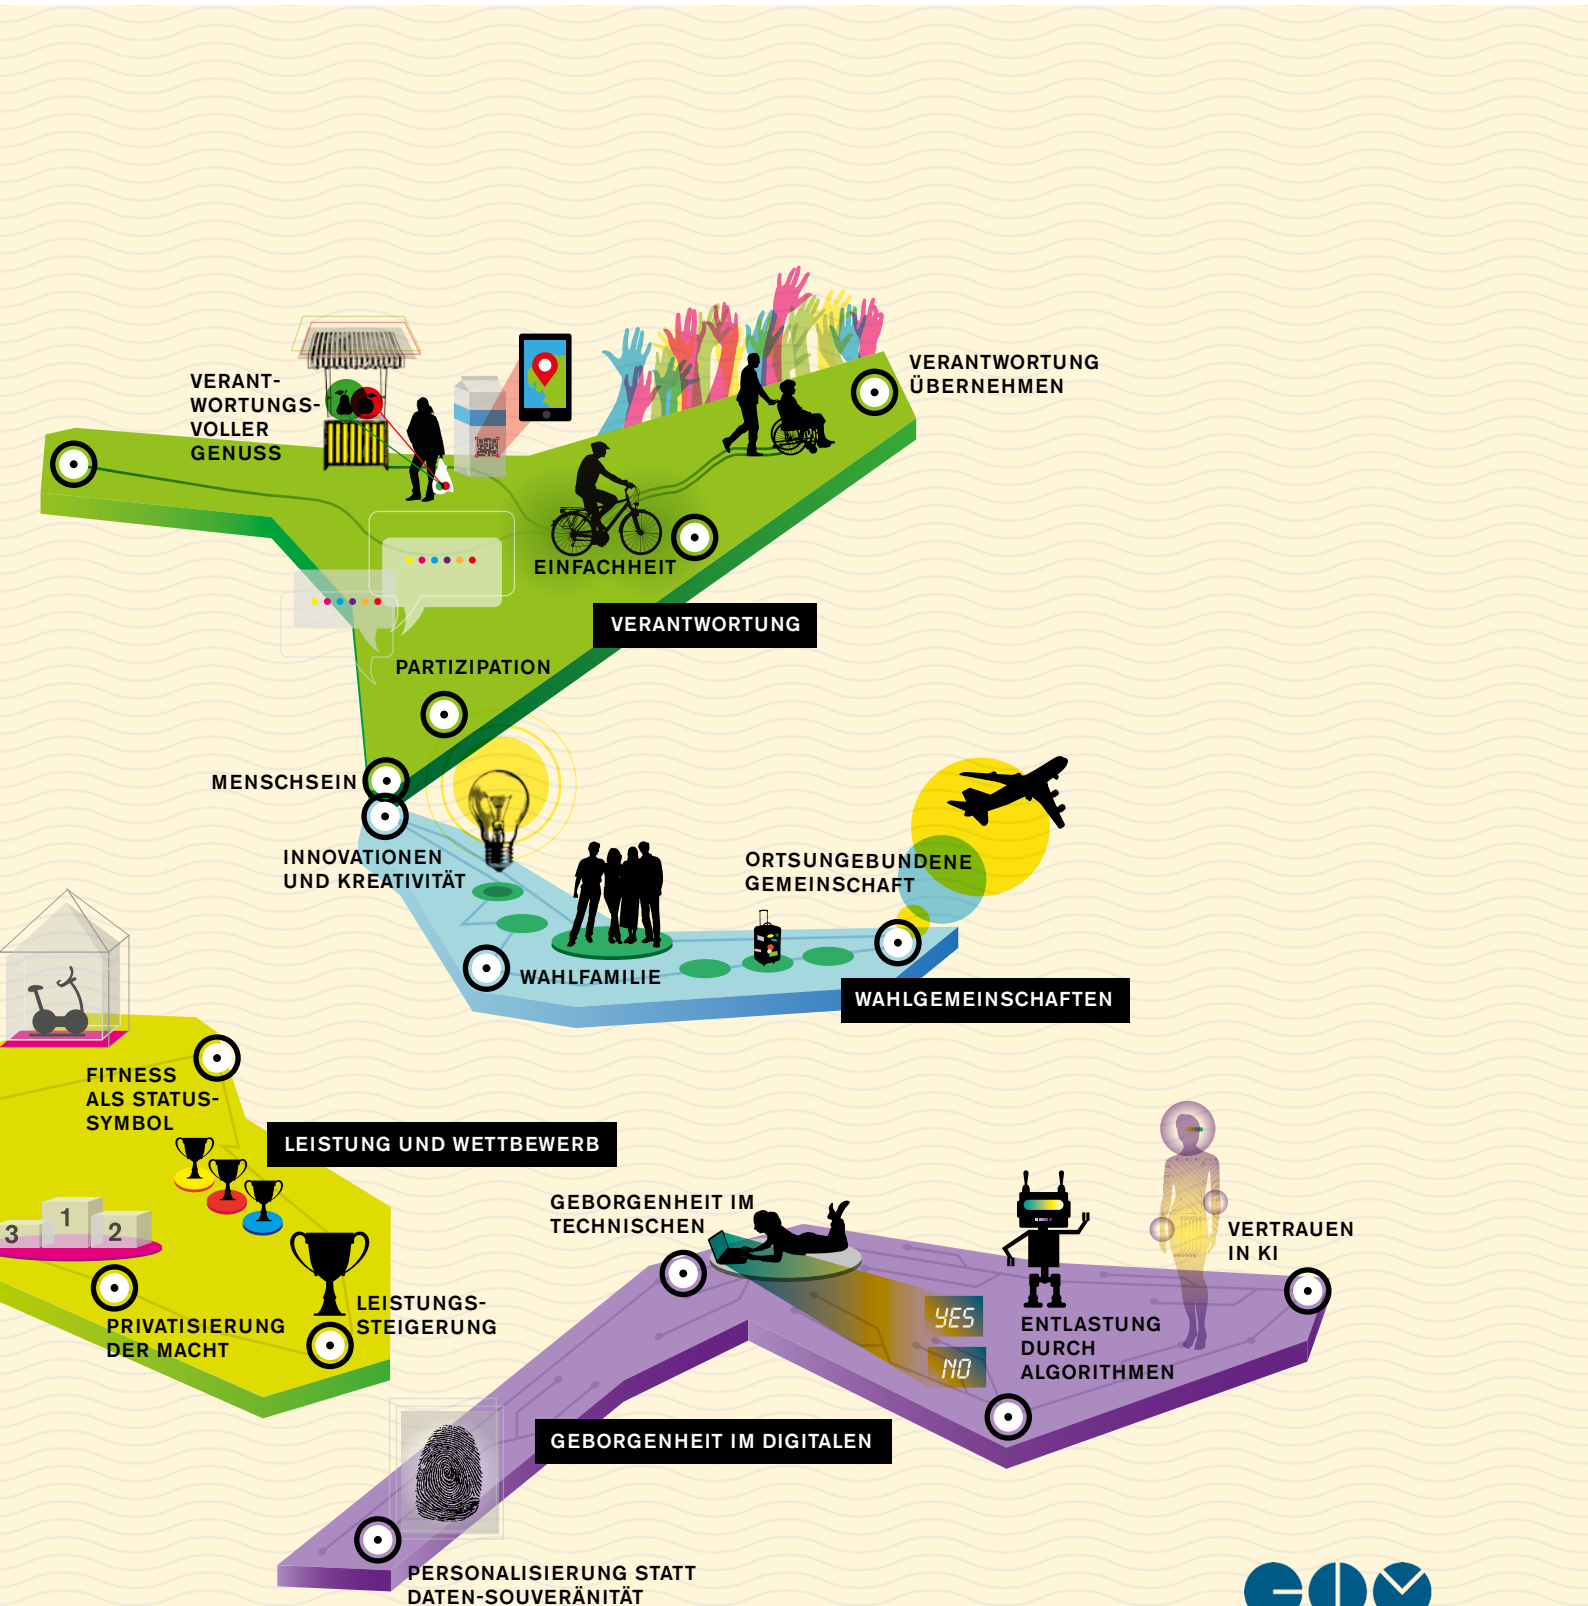 VERANTWORTUNG
ÜBERNEHMEN
VERANT-
WORTUNGS-
VOLLER
GENUSS
EINFACHHEIT
VERANTWORTUNG
PARTIZIPATION
MENSCHSEIN
INNOVATIONEN
UND KREATIVITÄT
ORTSUNGEBUNDENE
GEMEINSCHAFT
WAHLFAMILIE
WAHLGEMEINSCHAFTEN
FITNESS
ALS STATUS-
SYMBOL
LEISTUNG UND WETTBEWERB
3
1
2
PRIVATISIERUNG
DER MACHT
LEISTUNGS-
STEIGERUNG
GEBORGENHEIT IM
TECHNISCHEN
VERTRAUEN
IN KI
YES
NO
ENTLASTUNG
DURCH
ALGORITHMEN
GEBORGENHEIT IM DIGITALEN
PERSONALISIERUNG STATT
DATEN-SOUVERÄNITÄT